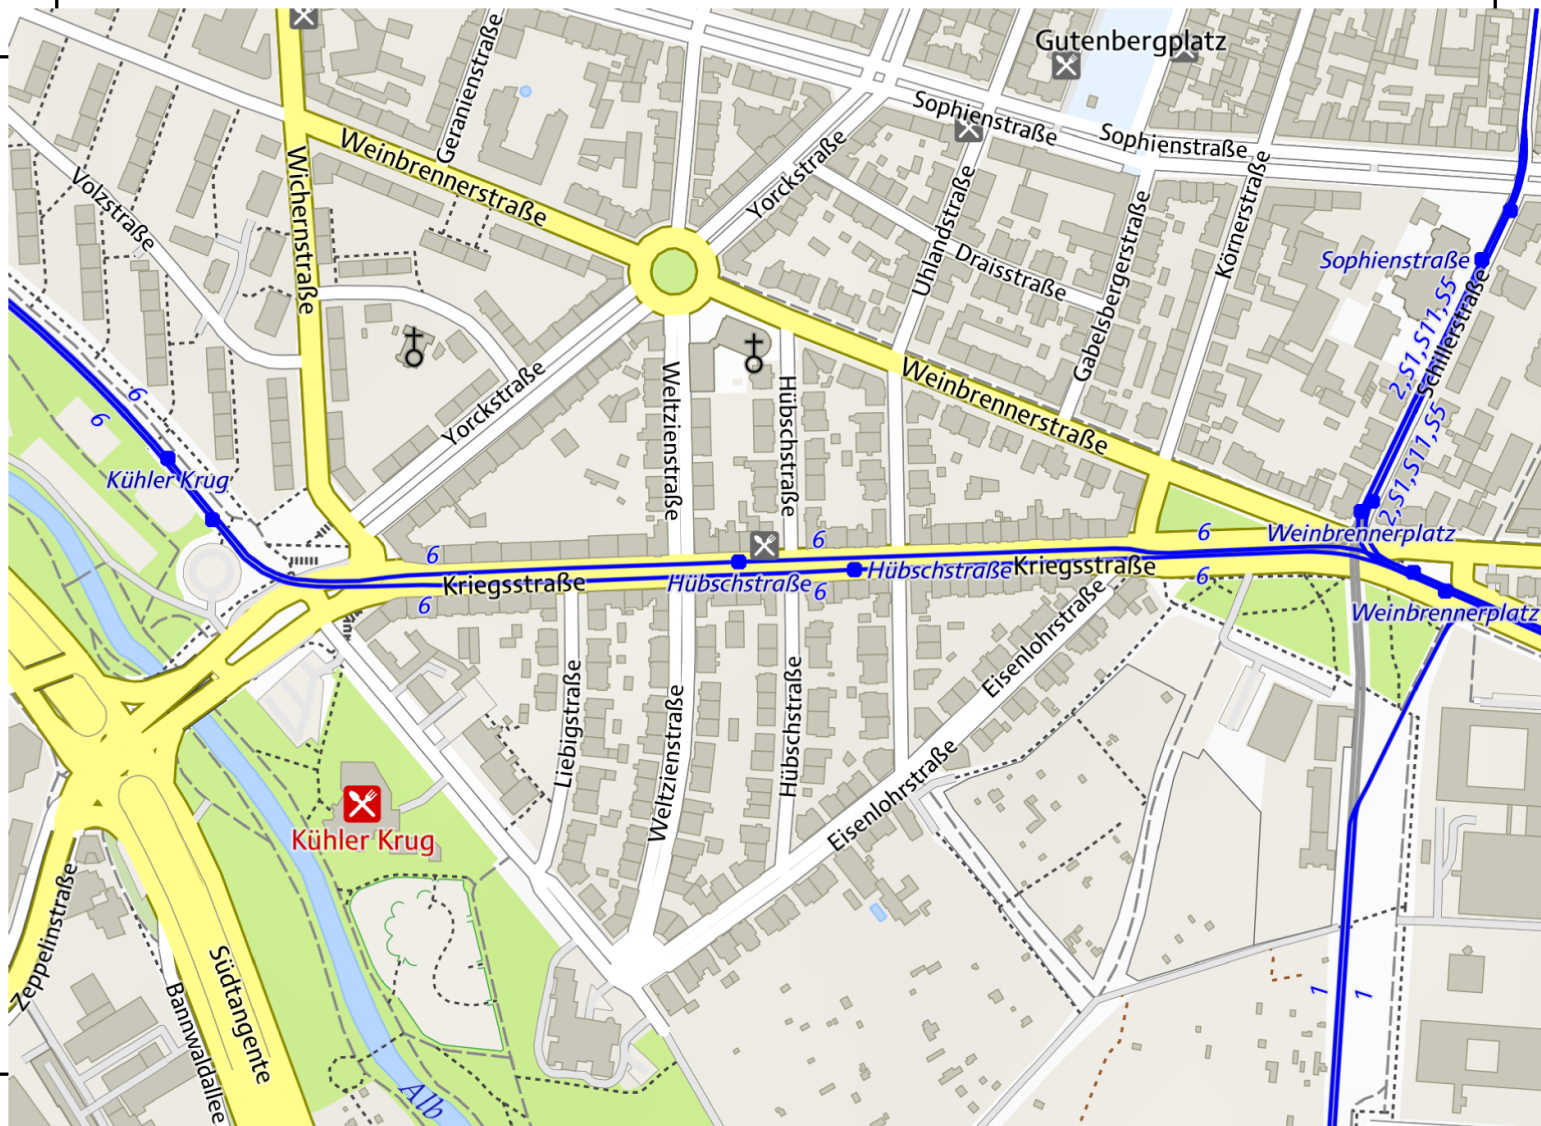 Gutenbergplatz
Geranienstraße
Sophienstraße
Sophienstraße
Weinbrennerstraße
Yorckstraße
Volzstraße
Wichernstraße
Uhlandstraße
Draisstraße
Gabelsbergerstraße
Körnerstraße
Sophienstraße
2,S1,S11,S5
Schillerstraße
2,S1,S11,S5
6
6
Kühler Krug
Yorckstraße
Weltzienstraße
Hübschstraße
Weinbrennerstraße
6
6
6
Weinbrennerplatz
Kriegsstraße
Hübschstraße
Hübschstraße
Kriegsstraße
6
6
6
Weinbrennerplatz
Eisenlohrstraße
Liebigstraße
Weltzienstraße
Hübschstraße
Eisenlohrstraße
Kühler Krug
Zeppelinstraße
Südtangente
Bannwaldallee
Alb
1
1